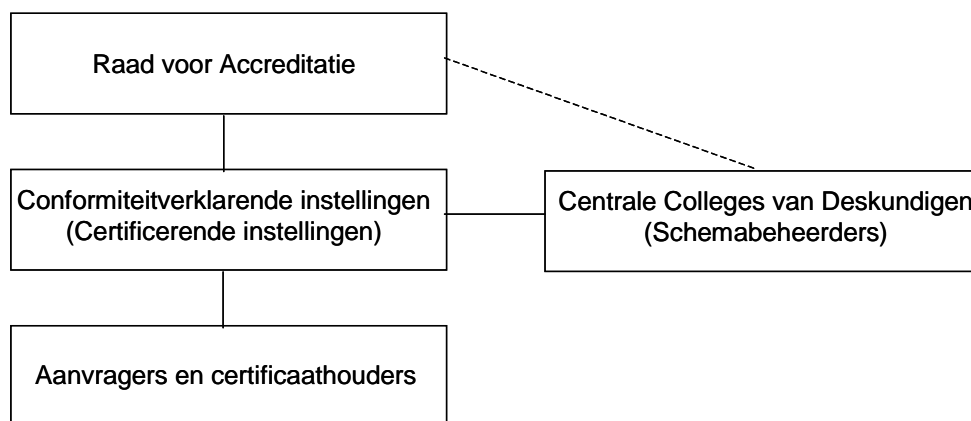 Raad voor Accreditatie
Conformiteitverklarende instellingen
(Certificerende instellingen)
Centrale Colleges van Deskundigen
(Schemabeheerders)
Aanvragers en certificaathouders